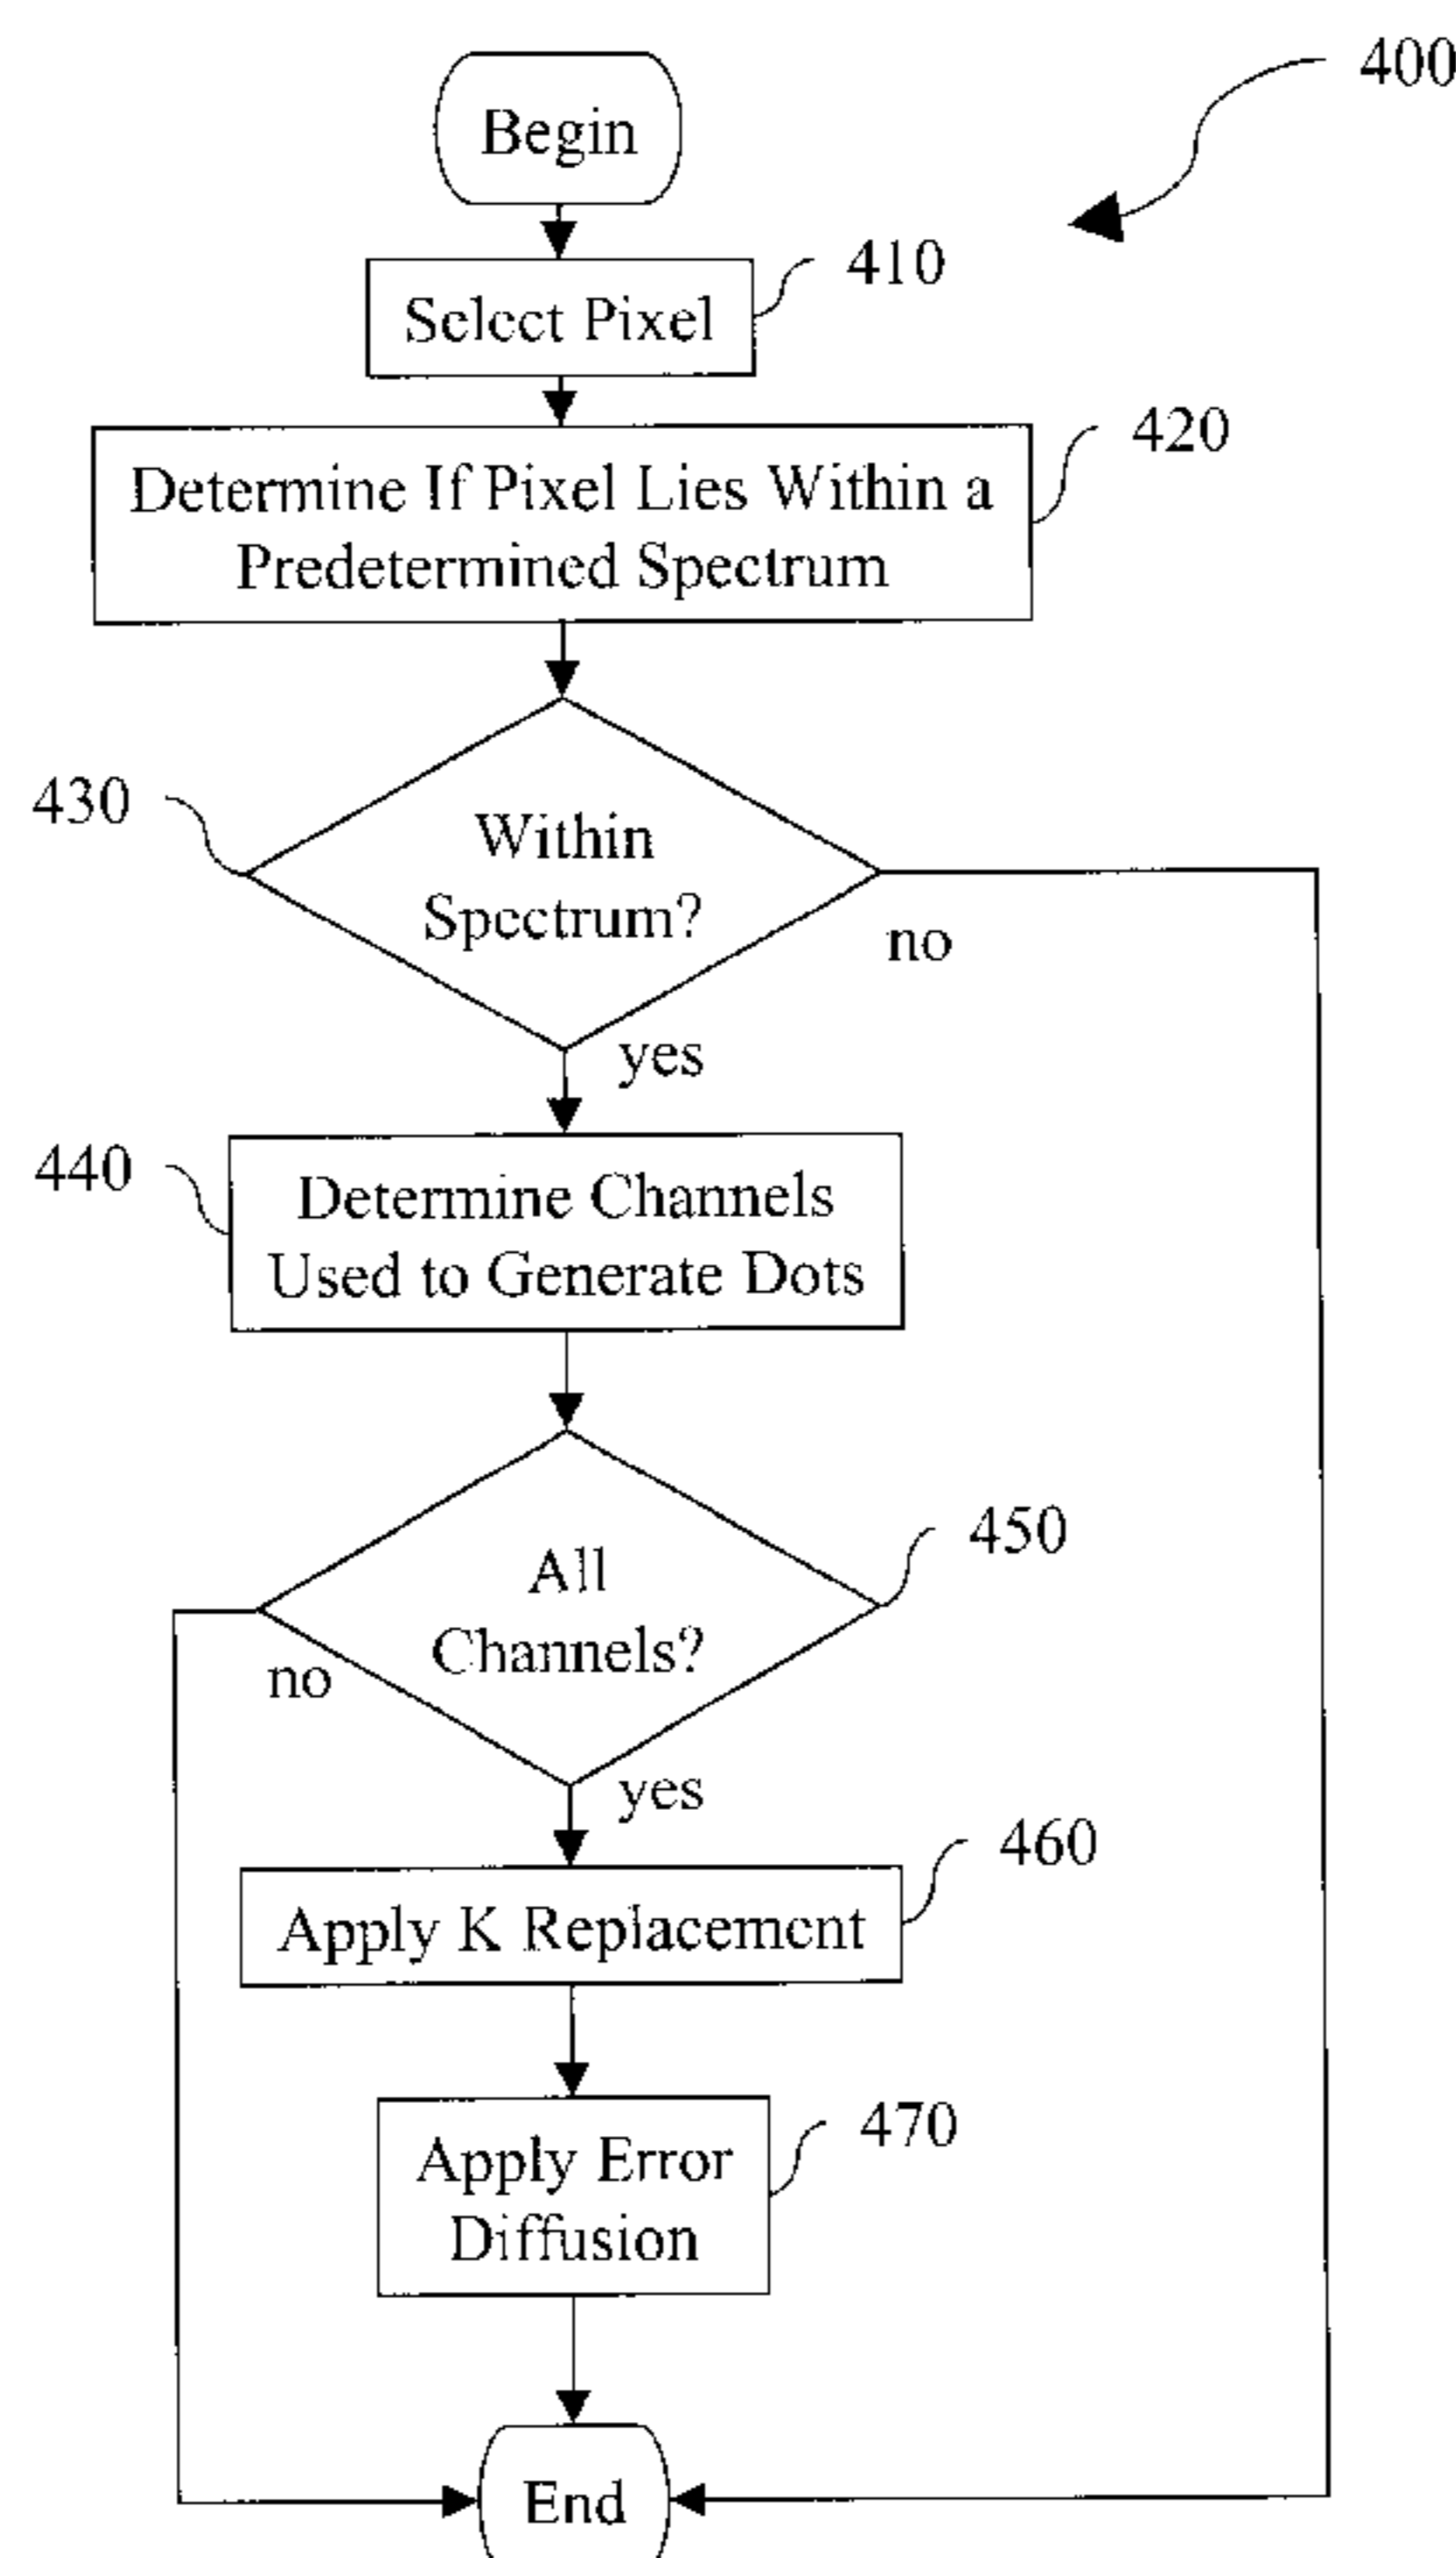 400
Begin
410
Select Pixel
420
Determine If Pixel Lies Within a
Predetermined Spectrum
430
Within
Spectrum?
no
yes
440
Determine Channels
Used to Generate Dots
450
All
Channels?
no
yes
460
Apply K Replacement
470
Apply Error
Diffusion
End